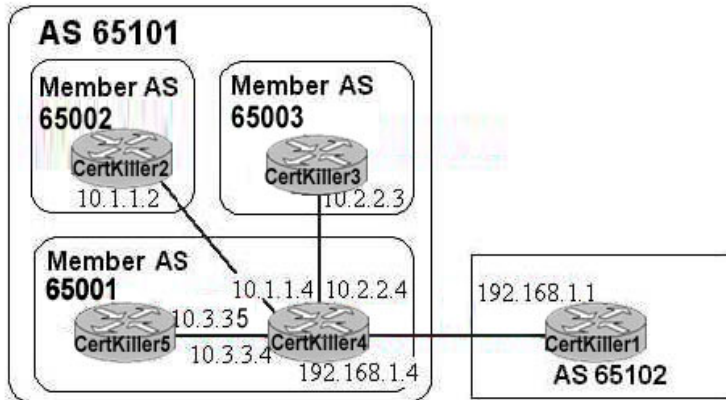 AS 65101
Member AS
65002
CertKiller2
10.1.1.2
Member AS
65003
CertKiller3
10.2.2.3
Member AS
65001
10.3.35
CertKiller5
10.3.3.4
10.1.1.4
10.2.2.4
CertKiller4
192.168.1.4
192.168.1.1
CertKiller1
AS 65102